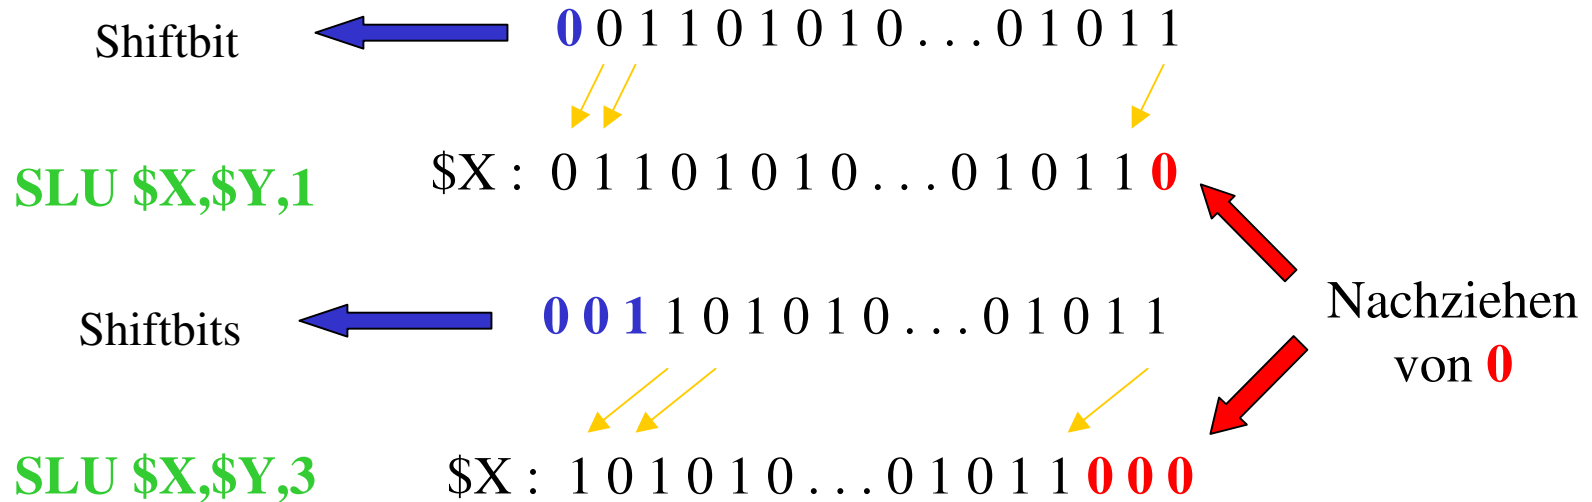 Shiftbit 0 0 1 1 0 1 0 1 0 . . . 0 1 0 1 1
SLU $X,$Y,1 $X : 0 1 1 0 1 0 1 0 . . . 0 1 0 1 1 0
Shiftbits 0 0 1 1 0 1 0 1 0 . . . 0 1 0 1 1
Nachziehen
von 0
SLU $X,$Y,3 $X : 1 0 1 0 1 0 . . . 0 1 0 1 1 0 0 0